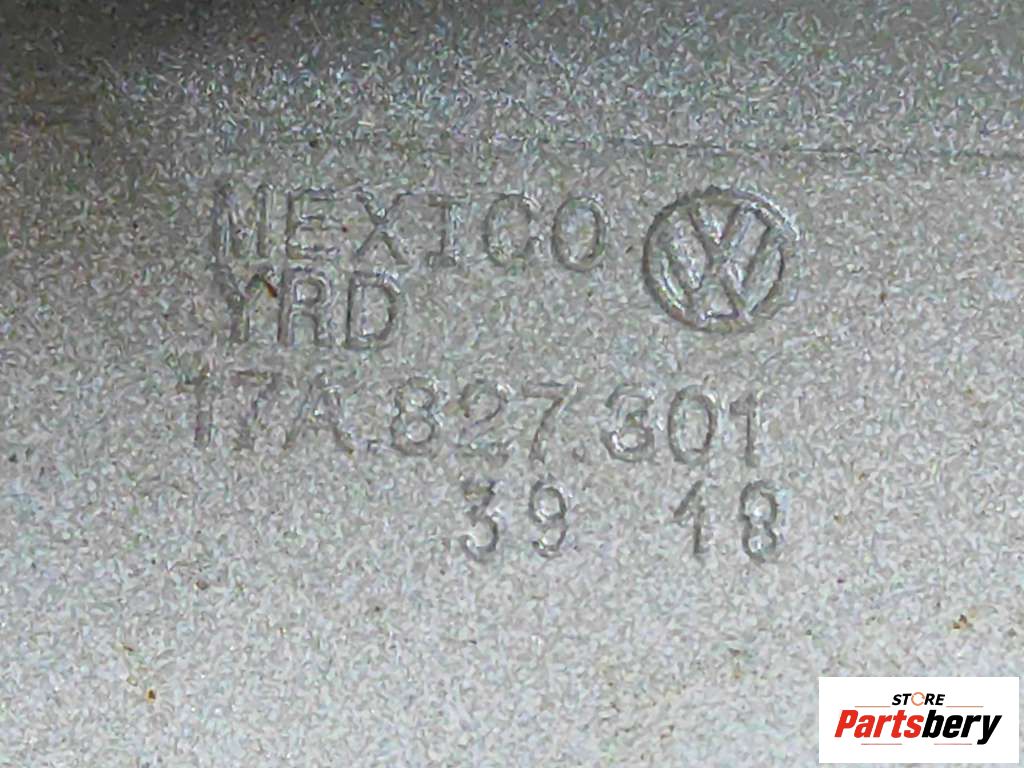 MEXICO
YRD
17A.827.301
39 18
STORE
Partsbery